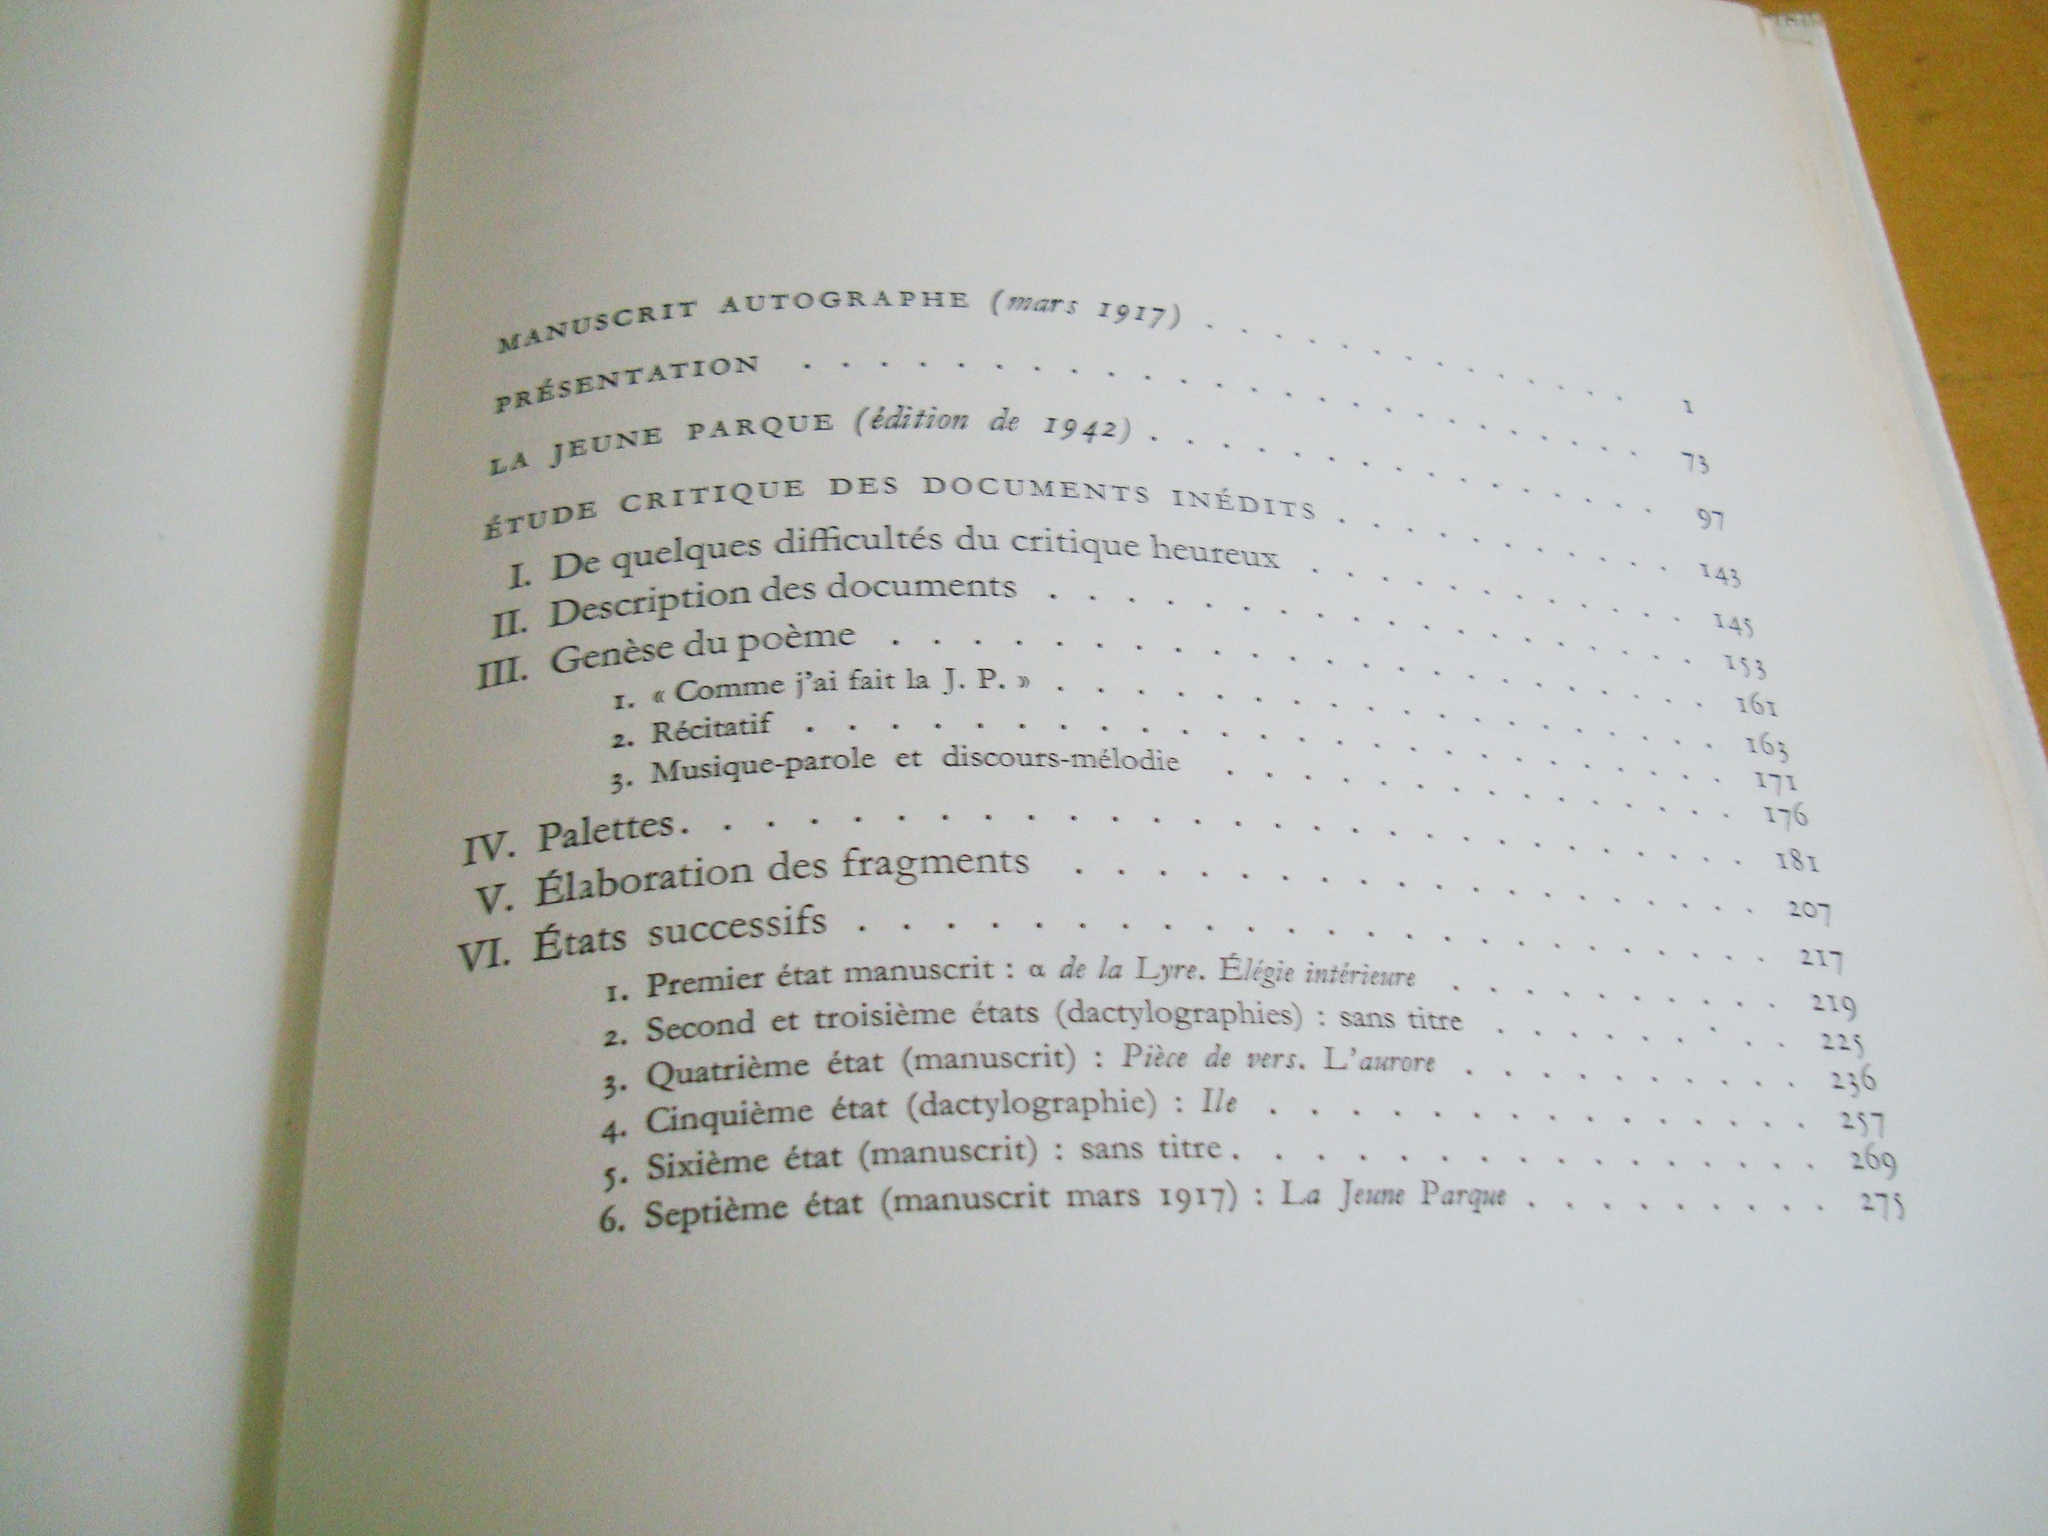 MANUSCRIT AUTOGRAPHE (mars 1917) . . . . . . . . . . . . . 1
PRÉSENTATION . . . . . . . . . . . . . . . . . . . . . . . 73
LA JEUNE PARQUE (édition de 1942) . . . . . . . . . . . . . . 97
ÉTUDE CRITIQUE DES DOCUMENTS INÉDITS . . . . . . . . . . 143
I. De quelques difficultés du critique heureux . . . . . . . . . . . 145
II. Description des documents . . . . . . . . . . . . . . . . . . 153
III. Genèse du poème . . . . . . . . . . . . . . . . . . . . . . 161
1. « Comme j'ai fait la J. P. » . . . . . . . . . . . . . . . . . . 163
2. Récitatif . . . . . . . . . . . . . . . . . . . . . . . . . 171
3. Musique-parole et discours-mélodie . . . . . . . . . . . . . . 176
IV. Palettes . . . . . . . . . . . . . . . . . . . . . . . . . 181
V. Élaboration des fragments . . . . . . . . . . . . . . . . . . 207
VI. États successifs . . . . . . . . . . . . . . . . . . . . . . 217
1. Premier état manuscrit : α de la Lyre. Élégie intérieure . . . . . . . . . . 219
2. Second et troisième états (dactylographies) : sans titre . . . . . . . . . 225
3. Quatrième état (manuscrit) : Pièce de vers. L'aurore . . . . . . . . . . 236
4. Cinquième état (dactylographie) : Ile . . . . . . . . . . . . . . . 257
5. Sixième état (manuscrit) : sans titre . . . . . . . . . . . . . . . . 269
6. Septième état (manuscrit mars 1917) : La Jeune Parque . . . . . . . . . 275